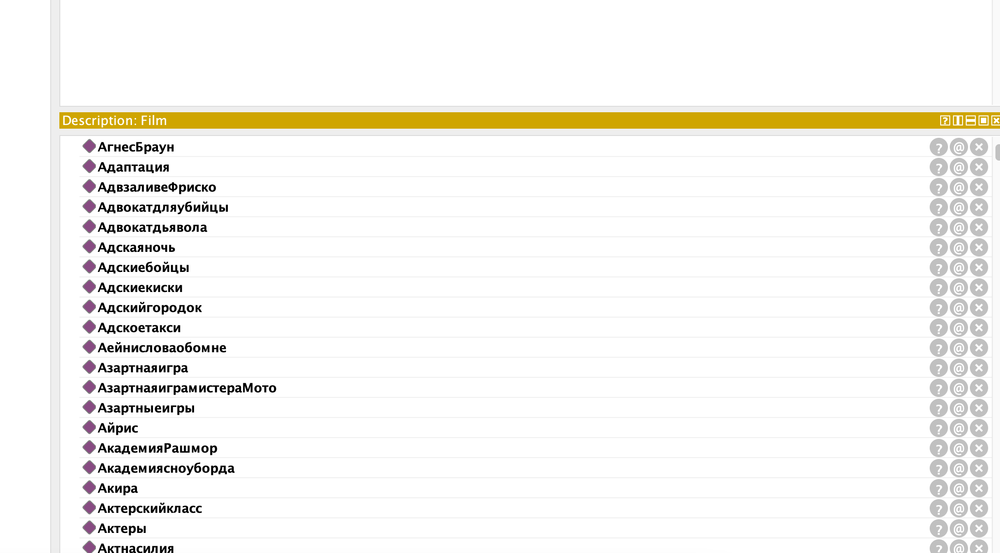 Description: Film
АгнесБраун
Адаптация
АдвзаливеФриско
Адвокатдляубийцы
Адвокатдьявола
Адскаяночь
Адскиебойцы
Адскиекиски
Адскийгородок
Адскоетакси
Аейнисловаобомне
Азартнаяигра
АзартнаяиграмистераМото
Азартныеигры
Айрис
АкадемияРашмор
Академиясноуборда
Акира
Актерскийкласс
Актеры
Актнасилия